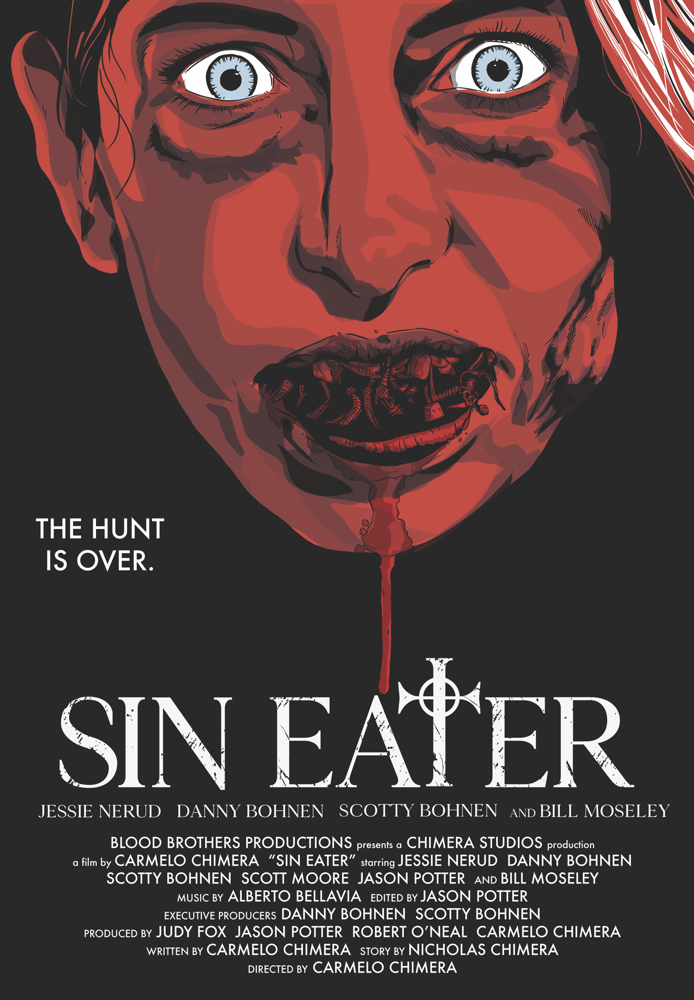 THE HUNT
IS OVER.
SIN EATER
JESSIE NERUD DANNY BOHNEN SCOTTY BOHNEN AND BILL MOSELEY
BLOOD BROTHERS PRODUCTIONS presents a CHIMERA STUDIOS production
a film by CARMELO CHIMERA “SIN EATER” starring JESSIE NERUD DANNY BOHNEN
SCOTTY BOHNEN SCOTT MOORE JASON POTTER AND BILL MOSELEY
MUSIC BY ALBERTO BELLAVIA EDITED BY JASON POTTER
EXECUTIVE PRODUCERS DANNY BOHNEN SCOTTY BOHNEN
PRODUCED BY JUDY FOX JASON POTTER ROBERT O’NEAL CARMELO CHIMERA
WRITTEN BY CARMELO CHIMERA STORY BY NICHOLAS CHIMERA
DIRECTED BY CARMELO CHIMERA